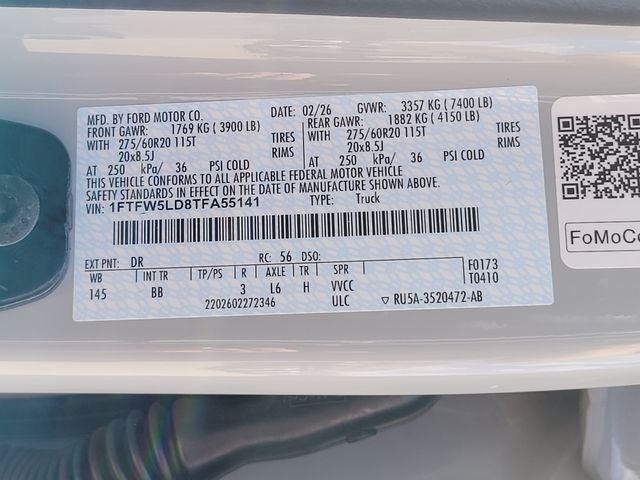 MFD. BY FORD MOTOR CO. DATE: 02/26 GVWR: 3357 KG ( 7400 LB)
FRONT GAWR: 1769 KG ( 3900 LB) REAR GAWR: 1882 KG ( 4150 LB)
WITH 275/60R20 115T TIRES WITH 275/60R20 115T TIRES
20x8.5J RIMS 20x8.5J RIMS
AT 250 kPa/ 36 PSI COLD AT 250 kPa/ 36 PSI COLD
THIS VEHICLE CONFORMS TO ALL APPLICABLE FEDERAL MOTOR VEHICLE
SAFETY STANDARDS IN EFFECT ON THE DATE OF MANUFACTURE SHOWN ABOVE.
VIN: 1FTFW5LD8TFA55141 TYPE: Truck
EXT PNT: DR RC: 56 DSO: F0173
WB INT TR TP/PS R AXLE TR SPR T0410
145 BB 3 L6 H VVCC
2202602272346 ULC RU5A-3520472-AB
FoMoCo